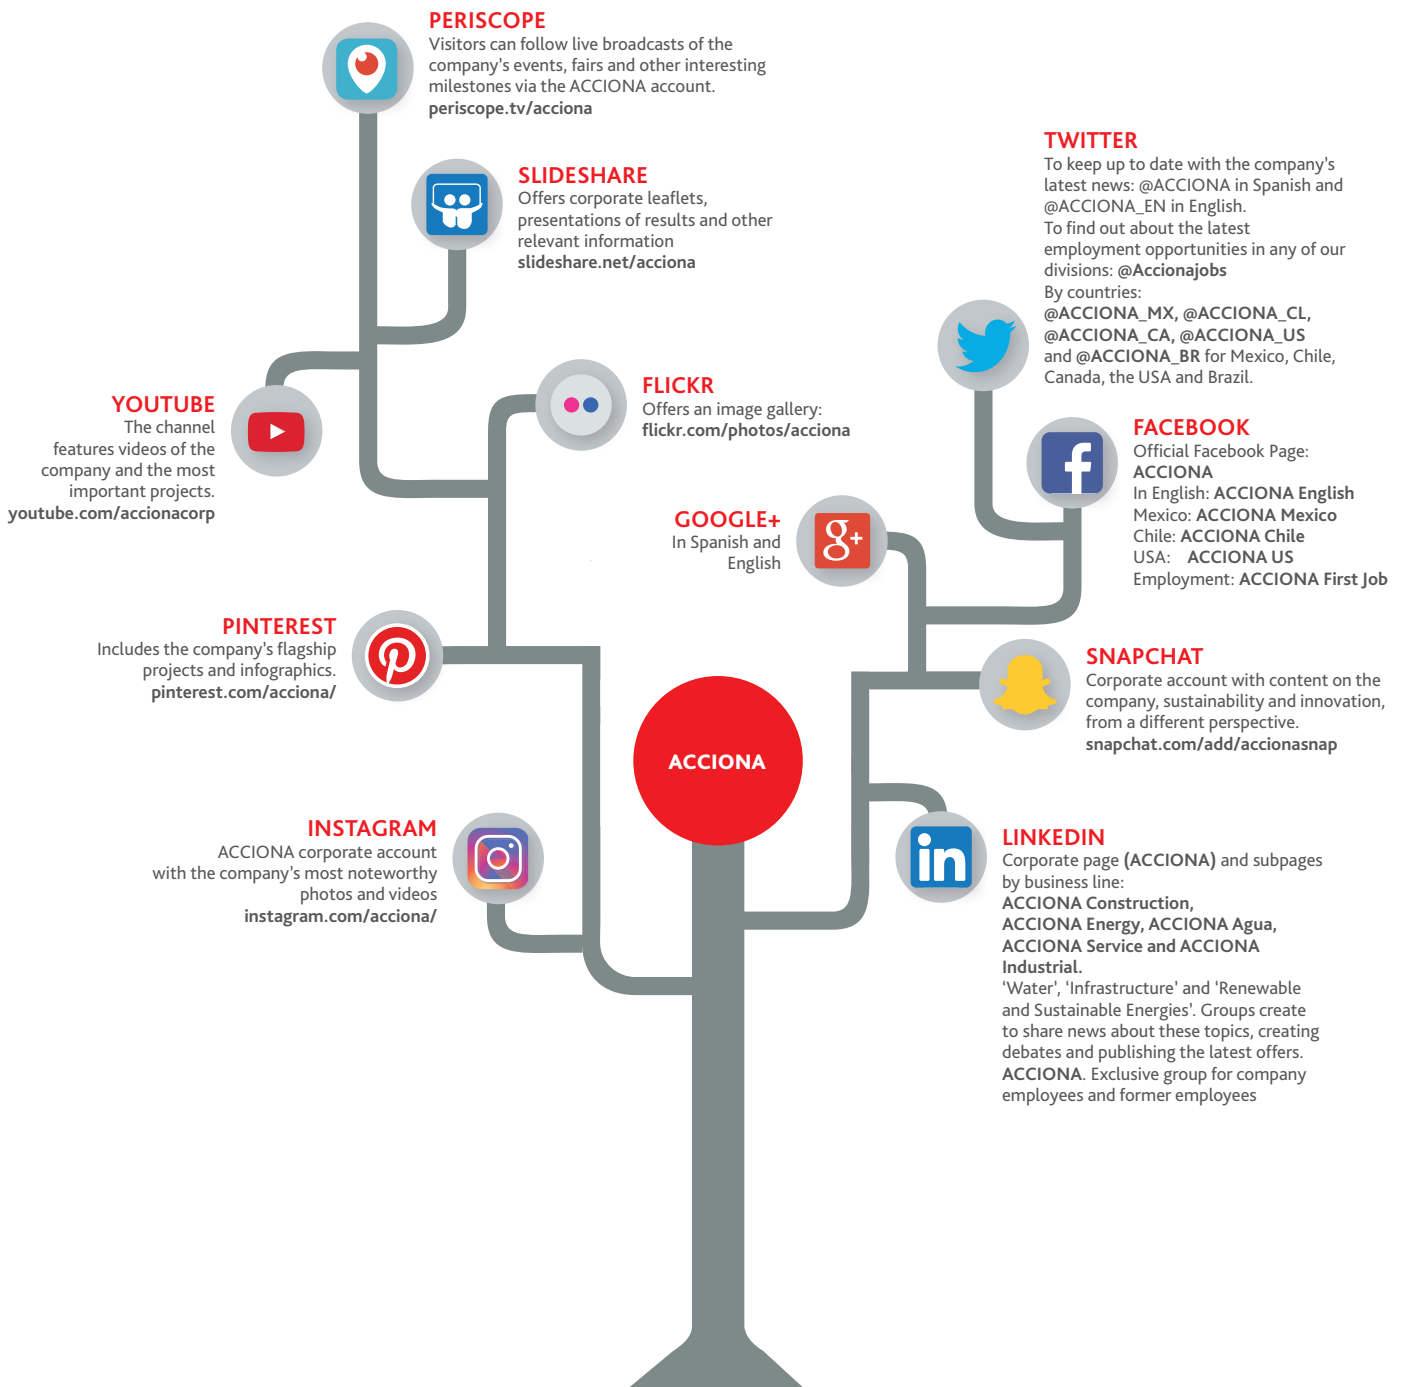 PERISCOPE
Visitors can follow live broadcasts of the
company's events, fairs and other interesting
milestones via the ACCIONA account.
periscope.tv/acciona
SLIDESHARE
Offers corporate leaflets,
presentations of results and other
relevant information
slideshare.net/acciona
TWITTER
To keep up to date with the company's
latest news: @ACCIONA in Spanish and
@ACCIONA_EN in English.
To find out about the latest
employment opportunities in any of our
divisions: @Accionajobs
By countries:
@ACCIONA_MX, @ACCIONA_CL,
@ACCIONA_CA, @ACCIONA_US
and @ACCIONA_BR for Mexico, Chile,
Canada, the USA and Brazil.
YOUTUBE
The channel
features videos of the
company and the most
important projects.
youtube.com/accionacorp
FLICKR
Offers an image gallery:
flickr.com/photos/acciona
FACEBOOK
Official Facebook Page:
ACCIONA
In English: ACCIONA English
Mexico: ACCIONA Mexico
Chile: ACCIONA Chile
USA: ACCIONA US
Employment: ACCIONA First Job
f
GOOGLE+
In Spanish and
English
g+
PINTEREST
Includes the company's flagship
projects and infographics.
pinterest.com/acciona/
SNAPCHAT
Corporate account with content on the
company, sustainability and innovation,
from a different perspective.
snapchat.com/add/accionasnap
ACCIONA
INSTAGRAM
ACCIONA corporate account
with the company's most noteworthy
photos and videos
instagram.com/acciona/
in
LINKEDIN
Corporate page (ACCIONA) and subpages
by business line:
ACCIONA Construction,
ACCIONA Energy, ACCIONA Agua,
ACCIONA Service and ACCIONA
Industrial.
‘Water’, ‘Infrastructure’ and ‘Renewable
and Sustainable Energies’. Groups create
to share news about these topics, creating
debates and publishing the latest offers.
ACCIONA. Exclusive group for company
employees and former employees